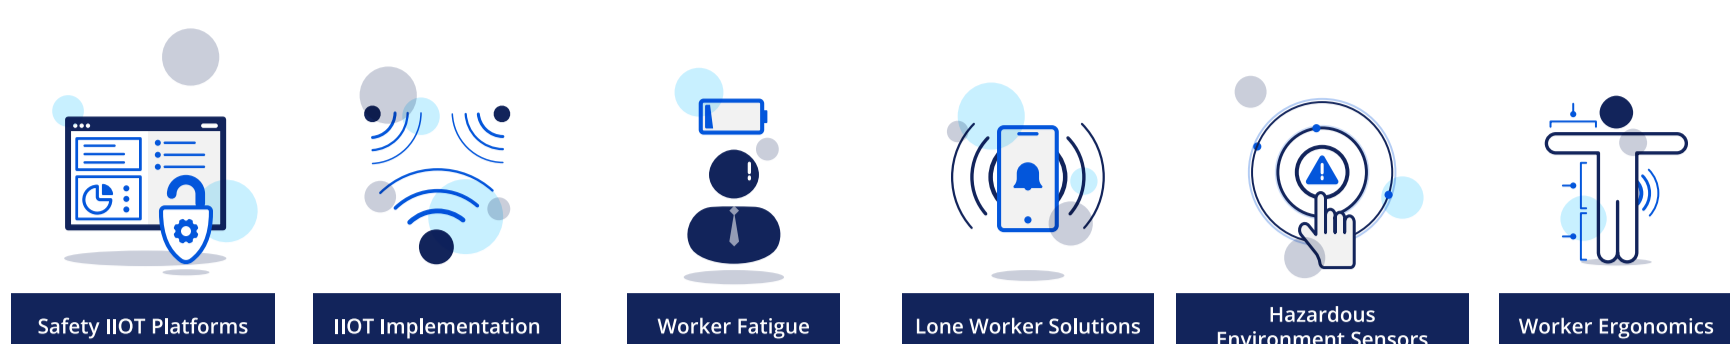 Safety IIOT Platforms
IIOT Implementation
Worker Fatigue
Lone Worker Solutions
Hazardous
Environment Sensors
Worker Ergonomics